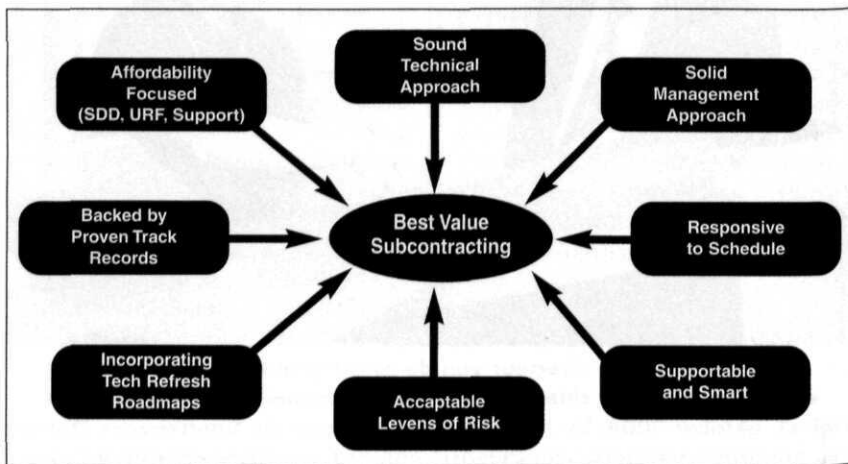 Affordability
Focused
(SDD, URF, Support)
Sound
Technical
Approach
Solid
Management
Approach
Backed by
Proven Track
Records
Best Value
Subcontracting
Responsive
to Schedule
Incorporating
Tech Refresh
Roadmaps
Accaptable
Levens of Risk
Supportable
and Smart